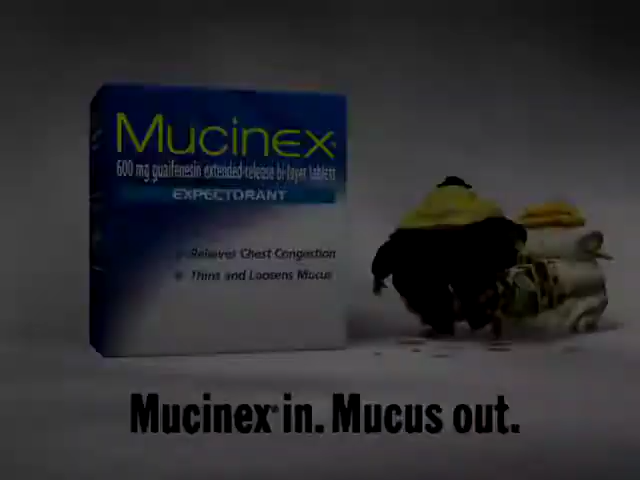 Mucinex®
600 mg guaifenesin extended-release bi-layer tablets
EXPECTORANT
Relieves Chest Congestion
Thins and Loosens Mucus
Mucinex® in. Mucus out.